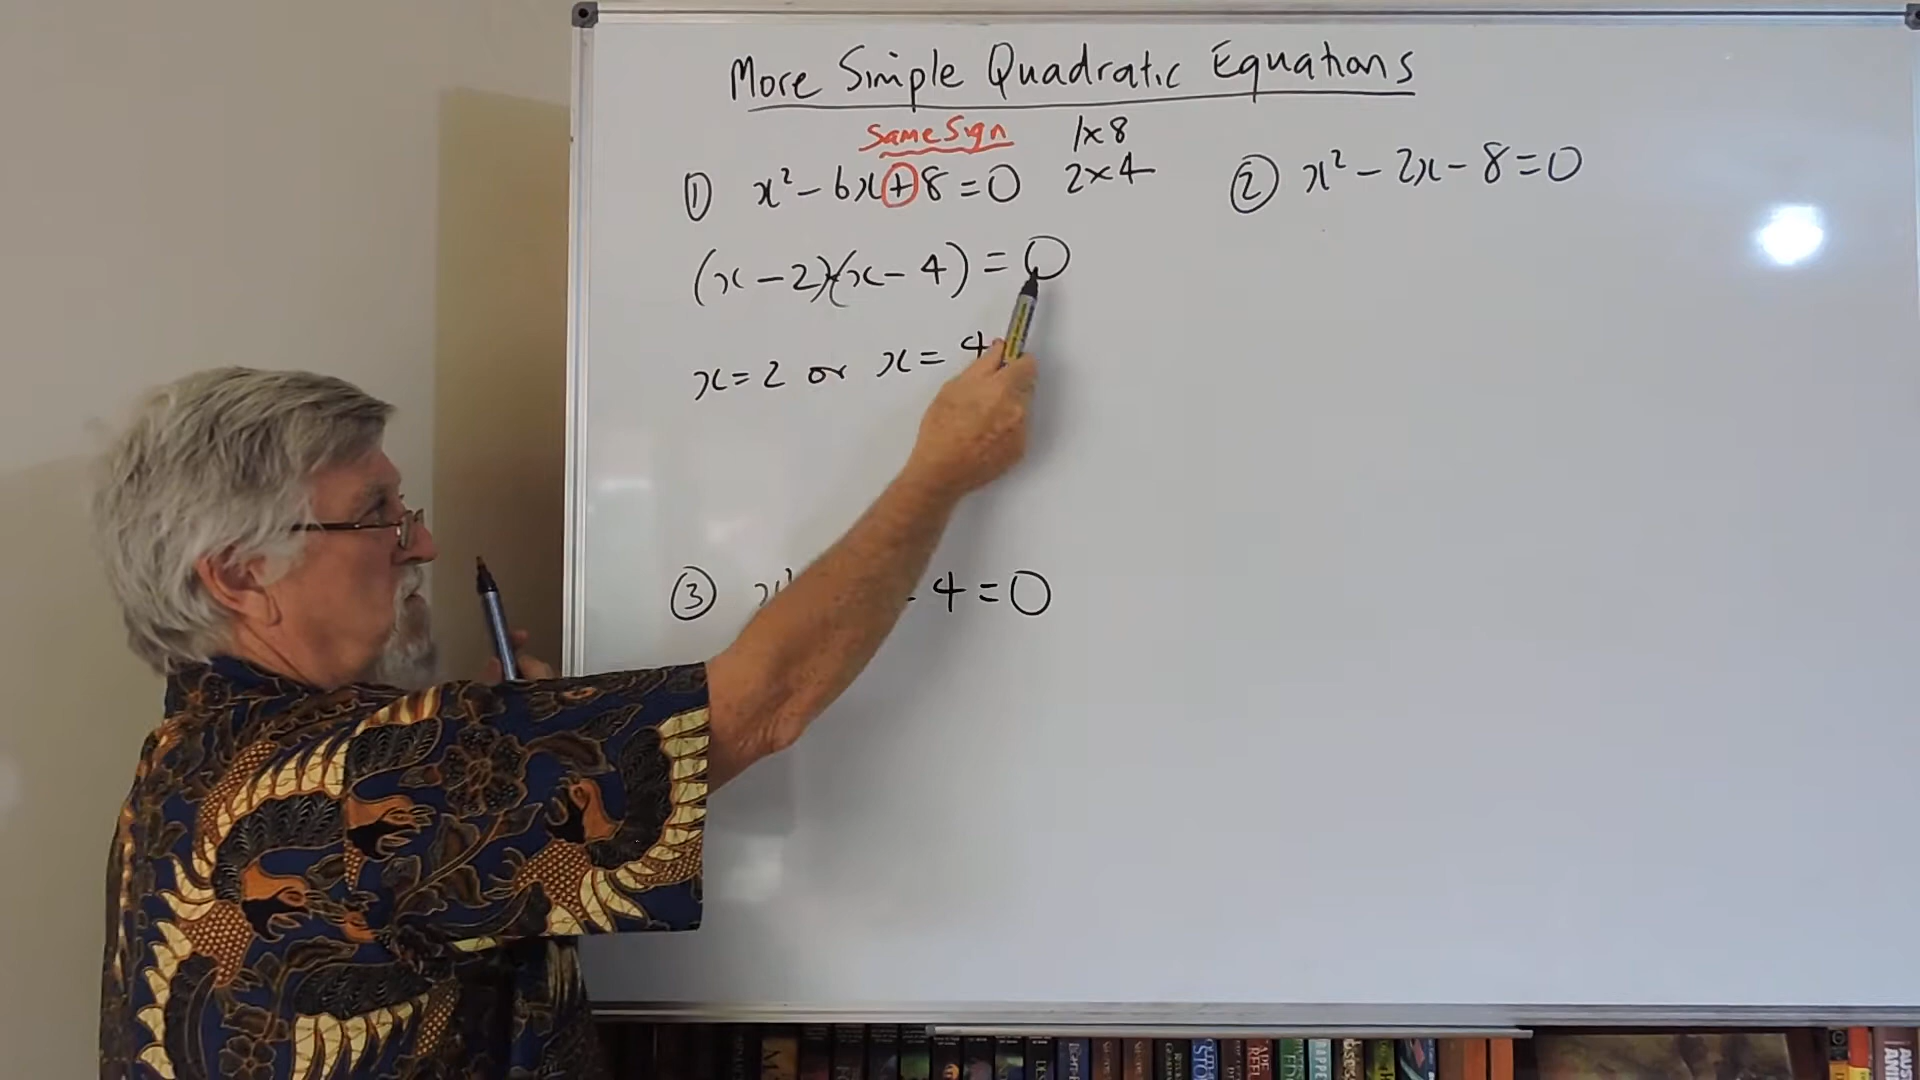 More Simple Quadratic Equations
Same Sign
1x8
① x² - 6x + 8 = 0
2x4
② x² - 2x - 8 = 0
(x - 2)(x - 4) = 0
x = 2 or x = 4
③ x² - 4 = 0